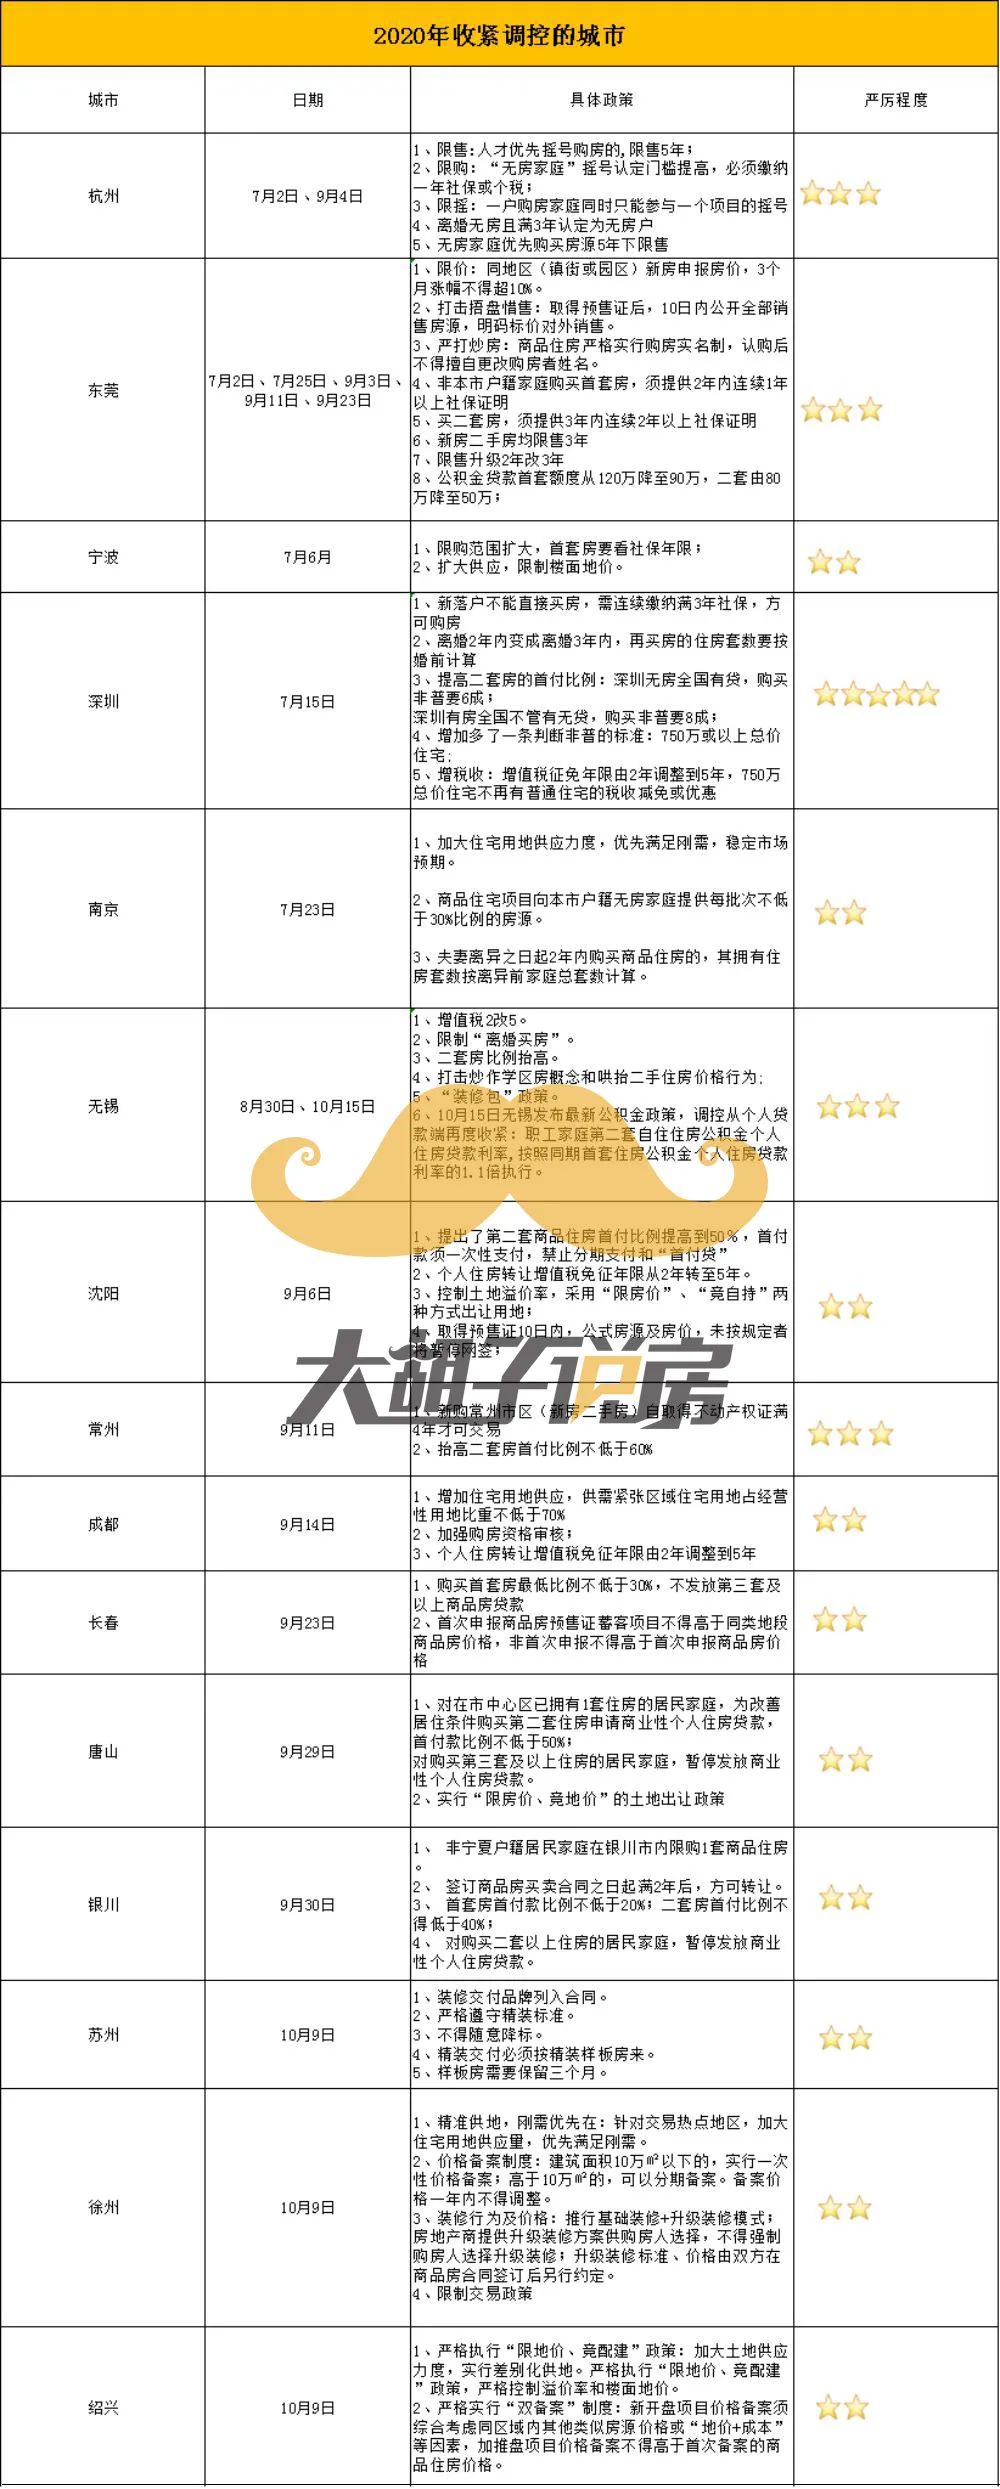 2020年收紧调控的城市
城市
日期
具体政策
严厉程度
杭州
7月2日、9月4日
1、限售:人才优先摇号购房的,限售5年;
2、限购：“无房家庭”摇号认定门槛提高，必须缴纳
一年社保或个税;
3、限摇：一户购房家庭同时只能参与一个项目的摇号
4、离婚无房且满3年认定为无房户
5、无房家庭优先购买房源5年下限售
东莞
7月2日、7月25日、9月3日、
9月11日、9月23日
1、限价：同地区（镇街或园区）新房申报房价，3个
月涨幅不得超10%。
2、打击捂盘惜售：取得预售证后，10日内公开全部销
售房源，明码标价对外销售。
3、严打炒房：商品住房严格实行购房实名制，认购后
不得擅自更改购房者姓名。
4、非本市户籍家庭购买首套房，须提供2年内连续1年
以上社保证明
5、买二套房，须提供3年内连续2年以上社保证明
6、新房二手房均限售3年
7、限售升级2年改3年
8、公积金贷款首套额度从120万降至90万，二套由80
万降至50万;
宁波
7月6月
1、限购范围扩大，首套房要看社保年限;
2、扩大供应，限制楼面地价。
深圳
7月15日
1、新落户不能直接买房，需连续缴纳满3年社保，方
可购房
2、离婚2年内变成离婚3年内，再买房的住房套数要按
婚前计算
3、提高二套房的首付比例：深圳无房全国有贷，购买
非普要6成;
深圳有房全国不管有无贷，购买非普要8成;
4、增加多了一条判断非普的标准：750万或以上总价
住宅;
5、增税收：增值税征免年限由2年调整到5年，750万
总价住宅不再有普通住宅的税收减免或优惠
南京
7月23日
1、加大住宅用地供应力度，优先满足刚需，稳定市场
预期。
2、商品住宅项目向本市户籍无房家庭提供每批次不低
于30%比例的房源。
3、夫妻离异之日起2年内购买商品住房的，其拥有住
房套数按离异前家庭总套数计算。
无锡
8月30日、10月15日
1、增值税2改5。
2、限制“离婚买房”。
3、二套房比例抬高。
4、打击炒作学区房概念和哄抬二手住房价格行为;
5、“装修包”政策。
6、10月15日无锡发布最新公积金政策，调控从个人贷
款端再度收紧：职工家庭第二套自住住房公积金个人
住房贷款利率,按照同期首套住房公积金个人住房贷款
利率的1.1倍执行。
沈阳
9月6日
1、提出了第二套商品住房首付比例提高到50%，首付
款须一次性支付，禁止分期支付和“首付贷”
2、个人住房转让增值税免征年限从2年转至5年。
3、控制土地溢价率，采用“限房价”、“竞自持”两
种方式出让用地;
4、取得预售证10日内，公式房源及房价，未按规定者
将暂停网签;
大胡子说房
常州
9月11日
1、新购常州市区（新房二手房）自取得不动产权证满
4年才可交易
2、抬高二套房首付比例不低于60%
成都
9月14日
1、增加住宅用地供应，供需紧张区域住宅用地占经营
性用地比重不低于70%
2、加强购房资格审核;
3、个人住房转让增值税免征年限由2年调整到5年
长春
9月23日
1、购买首套房最低比例不低于30%，不发放第三套及
以上商品房贷款
2、首次申报商品房预售证蓄客项目不得高于同类地段
商品房价格，非首次申报不得高于首次申报商品房价
格
唐山
9月29日
1、对在市中心区已拥有1套住房的居民家庭，为改善
居住条件购买第二套住房申请商业性个人住房贷款，
首付款比例不低于50%;
对购买第三套及以上住房的居民家庭，暂停发放商业
性个人住房贷款。
2、实行“限房价、竞地价”的土地出让政策
银川
9月30日
1、 非宁夏户籍居民家庭在银川市内限购1套商品住房
。
2、 签订商品房买卖合同之日起满2年后，方可转让。
3、 首套房首付款比例不低于20%；二套房首付比例不
得低于40%;
4、 对购买二套以上住房的居民家庭，暂停发放商业
性个人住房贷款。
苏州
10月9日
1、装修交付品牌列入合同。
2、严格遵守精装标准。
3、不得随意降标。
4、精装交付必须按精装样板房来。
5、样板房需要保留三个月。
徐州
10月9日
1、精准供地，刚需优先在：针对交易热点地区，加大
住宅用地供应量，优先满足刚需。
2、价格备案制度：建筑面积10万㎡以下的，实行一次
性价格备案；高于10万㎡的，可以分期备案。备案价
格一年内不得调整。
3、装修行为及价格：推行基础装修+升级装修模式；
房地产商提供升级装修方案供购房人选择，不得强制
购房人选择升级装修；升级装修标准、价格由双方在
商品房合同签订后另行约定。
4、限制交易政策
绍兴
10月9日
1、严格执行“限地价、竞配建”政策：加大土地供应
力度，实行差别化供地。严格执行“限地价、竞配建
”政策，严格控制溢价率和楼面地价。
2、严格实行“双备案”制度：新开盘项目价格备案须
综合考虑同区域内其他类似房源价格或“地价+成本”
等因素，加推盘项目价格备案不得高于首次备案的商
品住房价格。